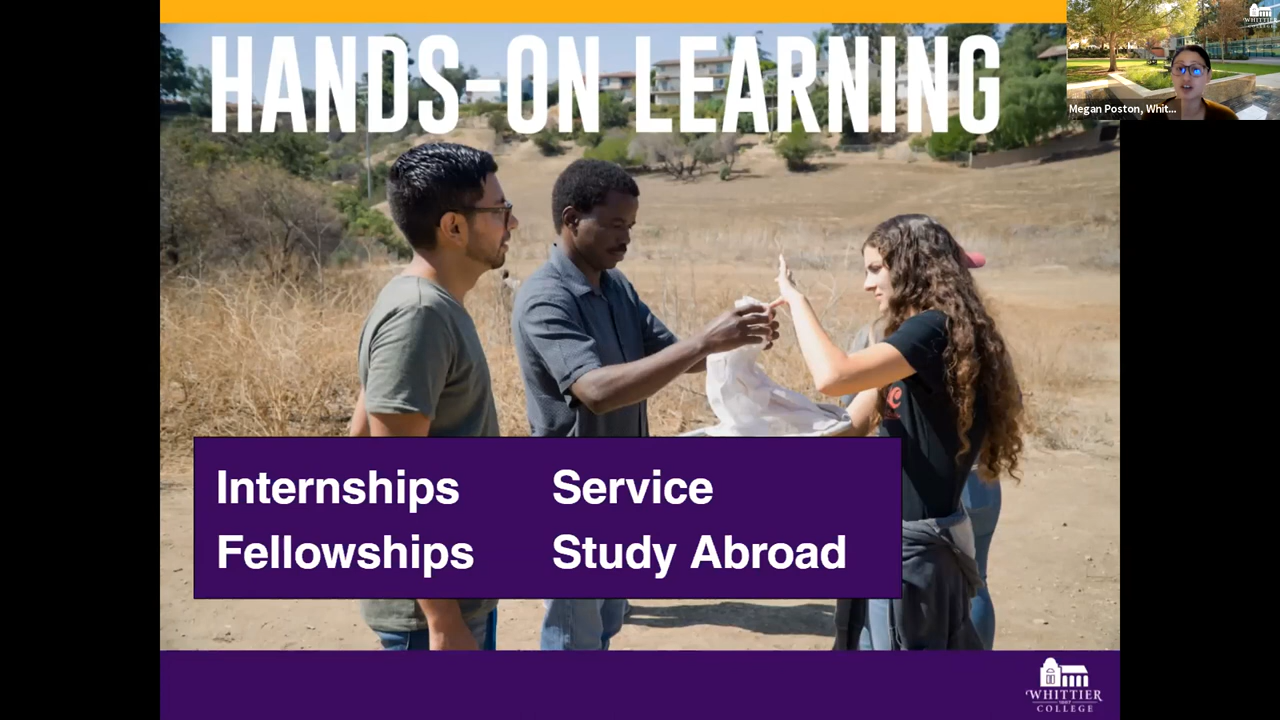 HANDS-ON LEARNING
Megan Poston, Whit...
Internships
Service
Fellowships
Study Abroad
WHITTIER
COLLEGE